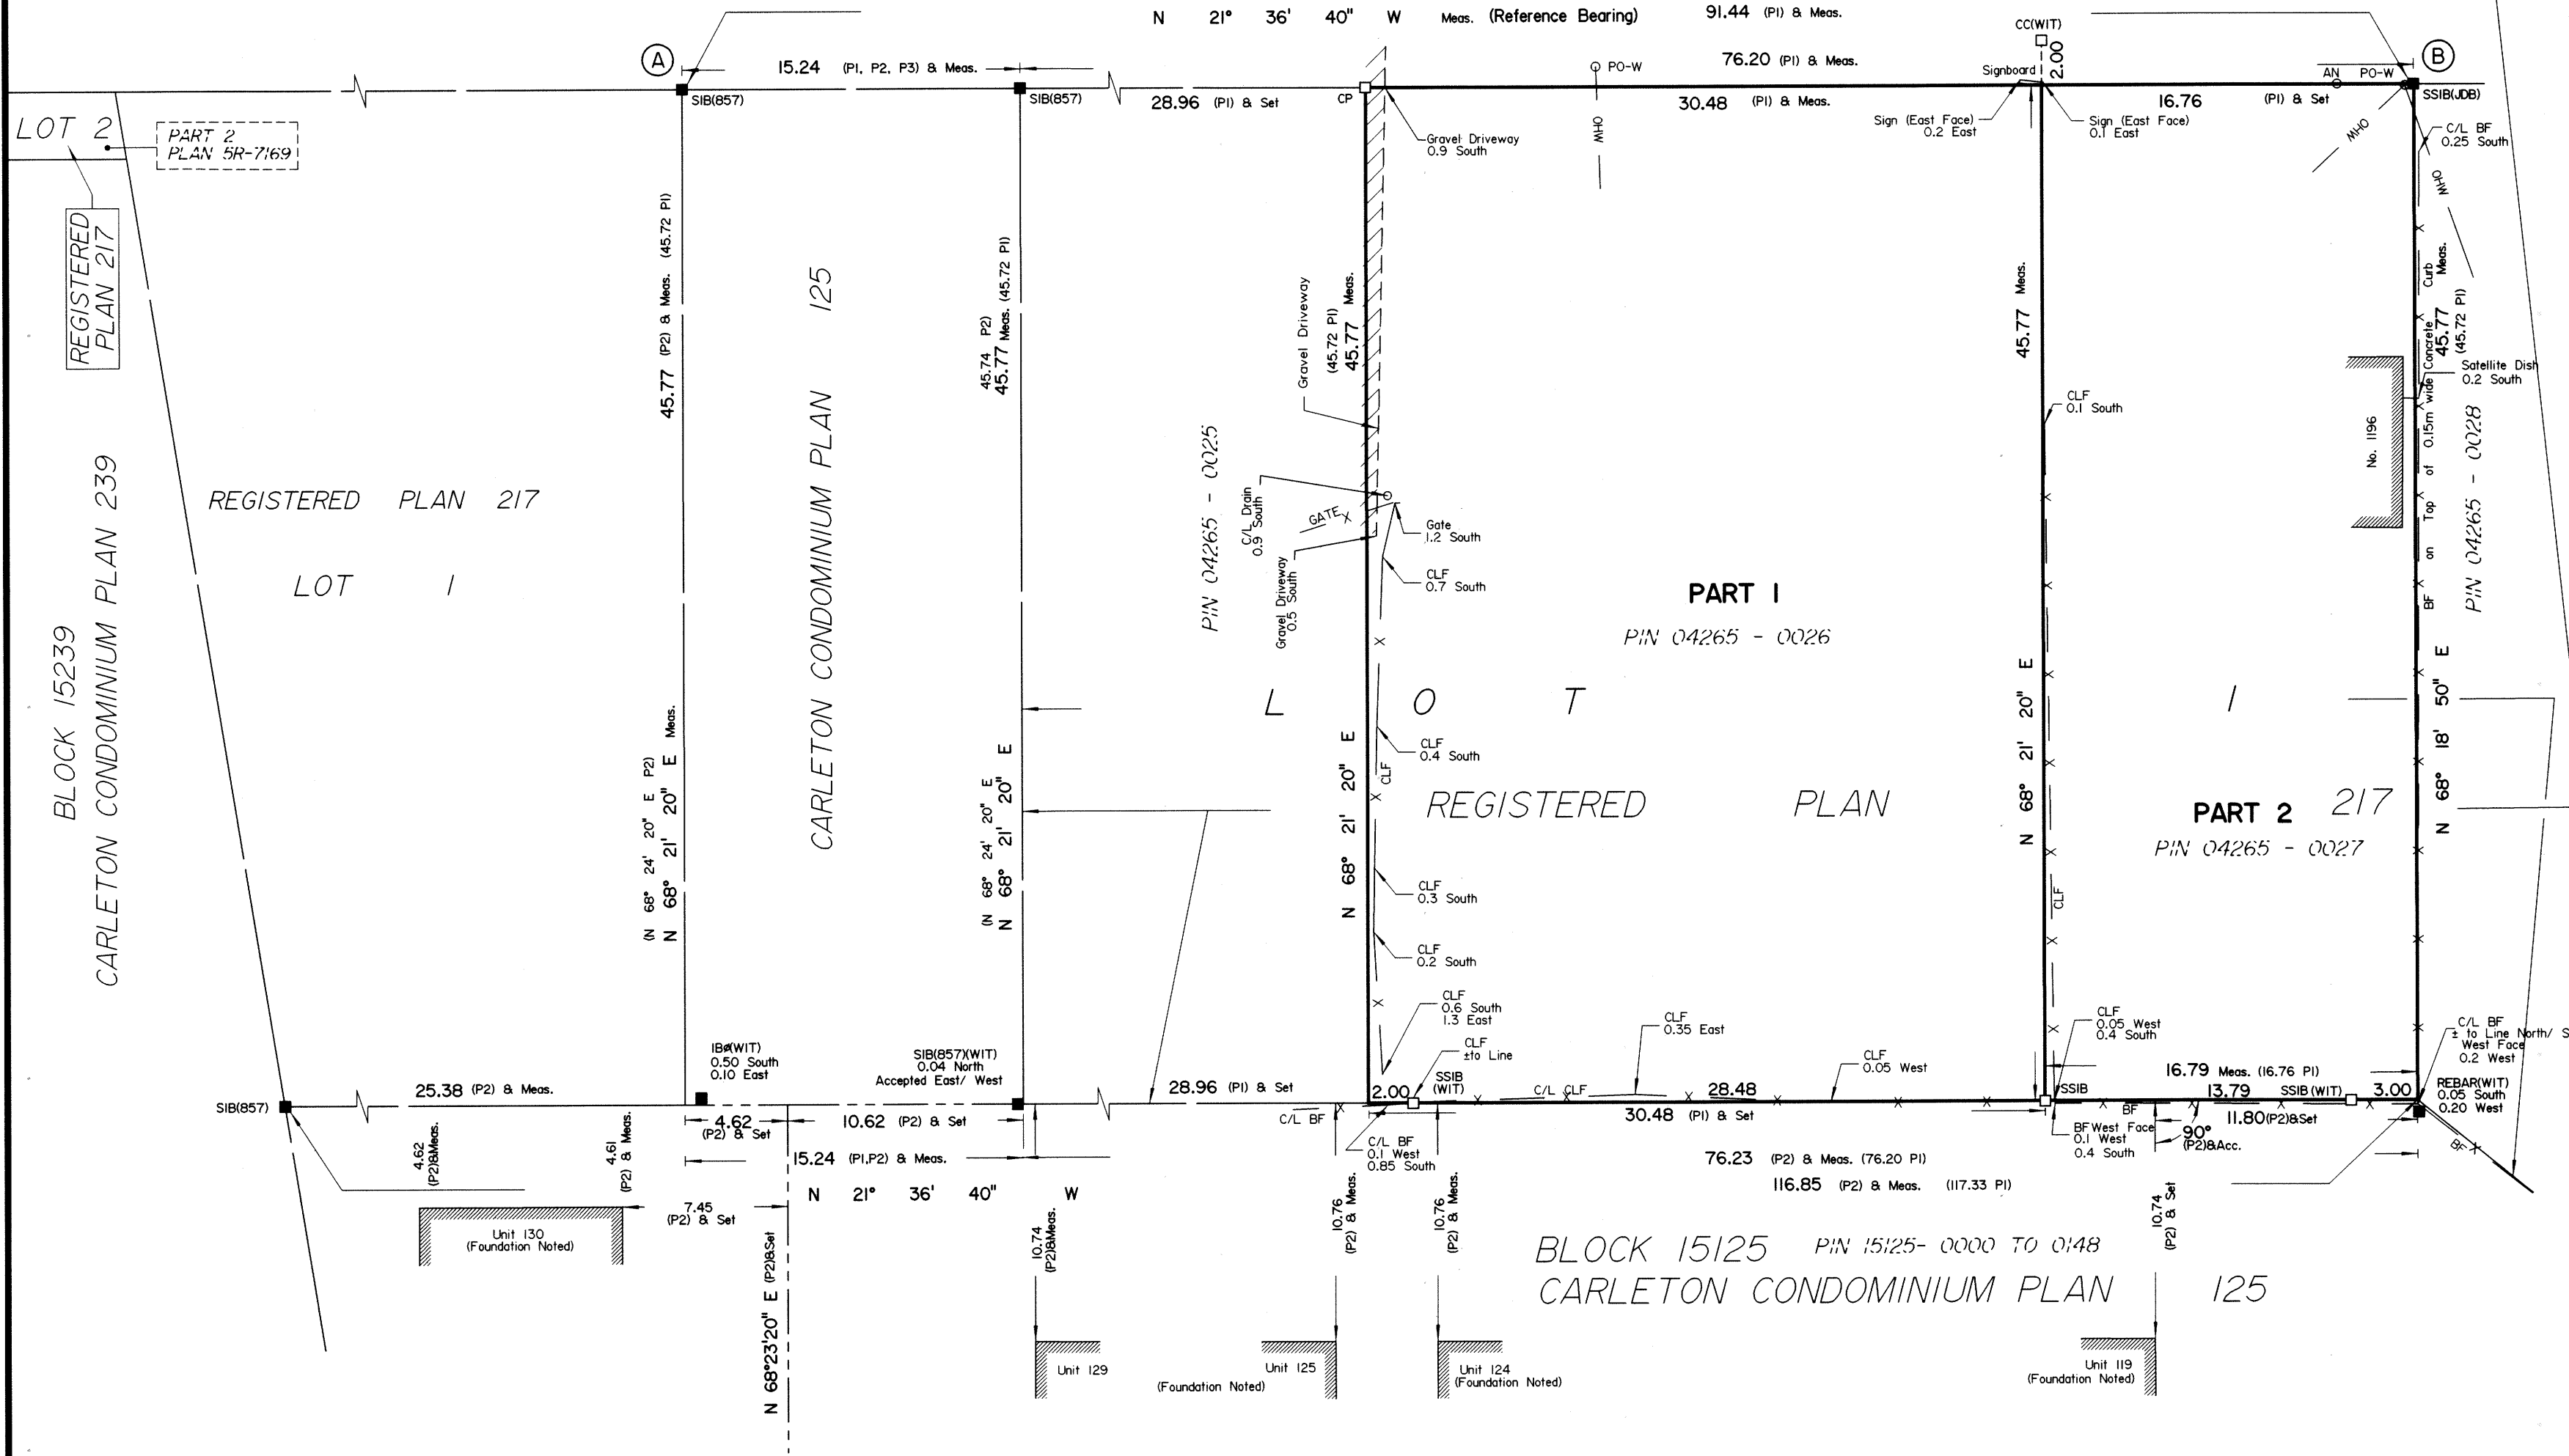 N 21° 36' 40" W Meas. (Reference Bearing) 91.44 (P1) & Meas.
CC(WIT)
2.00
A
15.24 (P1, P2, P3) & Meas.
76.20 (P1) & Meas.
PO-W
Signboard
AN PO-W
B
SIB(857)
SIB(857)
28.96 (P1) & Set
CP
30.48 (P1) & Meas.
16.76 (P1) & Set
SSIB(JDB)
LOT 2
PART 2
PLAN 5R-7169
Gravel Driveway
0.9 South
OHW
Sign (East Face)
0.2 East
Sign (East Face)
0.1 East
OHW
C/L BF
0.25 South
OHW
REGISTERED
PLAN 217
45.77 (P2) & Meas. (45.72 P1)
CARLETON CONDOMINIUM PLAN 125
45.74 P2)
45.77 Meas. (45.72 P1)
Gravel Driveway
(45.72 P1)
45.77 Meas.
45.77 Meas.
BF on Top of 0.15m wide Concrete Curb
45.77 Meas.
(45.72 P1)
Satellite Dish
0.2 South
No. 1196
CLF
0.1 South
PIN 04265 - 0025
PIN 04265 - 0028
REGISTERED PLAN 217
LOT 1
BLOCK 15239
CARLETON CONDOMINIUM PLAN 239
C/L Drain
0.9 South
GATE
Gate
1.2 South
Gravel Driveway
0.5 South
CLF
0.7 South
PART 1
PIN 04265 - 0026
L O T 1
(N 68° 24' 20" E P2)
N 68° 21' 20" E Meas.
(N 68° 24' 20" E
N 68° 21' 20" E
N 68° 21' 20" E
CLF
0.4 South
CLF
N 68° 21' 20" E
N 68° 18' 50" E
REGISTERED PLAN 217
PART 2
PIN 04265 - 0027
CLF
0.3 South
CLF
CLF
0.2 South
CLF
0.6 South
1.3 East
CLF
0.35 East
CLF
±to Line
CLF
0.05 West
CLF
0.05 West
0.4 South
C/L BF
± to Line North/ S
West Face
0.2 West
IBø(WIT)
0.50 South
0.10 East
SIB(857)(WIT)
0.04 North
Accepted East/ West
SIB(857)
25.38 (P2) & Meas.
28.96 (P1) & Set
2.00
SSIB
(WIT)
C/L CLF
28.48
SSIB
16.79 Meas. (16.76 P1)
13.79
SSIB(WIT)
3.00
REBAR(WIT)
0.05 South
0.20 West
4.62
(P2) & Set
10.62 (P2) & Set
C/L BF
30.48 (P1) & Set
BF
11.80(P2)&Set
BF West Face
0.1 West
0.4 South
90°
(P2)&Acc.
BF
4.62
(P2)&Meas.
4.61
(P2) & Meas.
15.24 (P1,P2) & Meas.
C/L BF
0.1 West
0.85 South
76.23 (P2) & Meas. (76.20 P1)
116.85 (P2) & Meas. (117.33 P1)
N 21° 36' 40" W
7.45
(P2) & Set
Unit 130
(Foundation Noted)
N 68°23'20" E (P2)&Set
10.74
(P2)&Meas.
10.76
(P2) & Meas.
10.76
(P2) & Meas.
10.74
(P2) & Set
BLOCK 15125 PIN 15125- 0000 TO 0148
CARLETON CONDOMINIUM PLAN 125
Unit 129
Unit 125
(Foundation Noted)
Unit 124
(Foundation Noted)
Unit 119
(Foundation Noted)